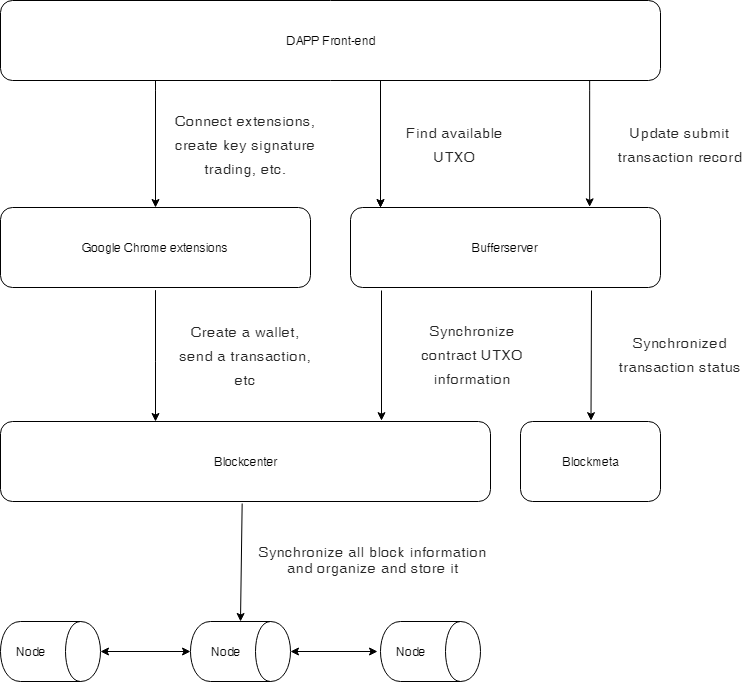 DAPP Front-end
Connect extensions,
create key signature
trading, etc.
Find available
UTXO
Update submit
transaction record
Google Chrome extensions
Bufferserver
Create a wallet,
send a transaction,
etc
Synchronize
contract UTXO
information
Synchronized
transaction status
Blockcenter
Blockmeta
Synchronize all block information
and organize and store it
Node
Node
Node